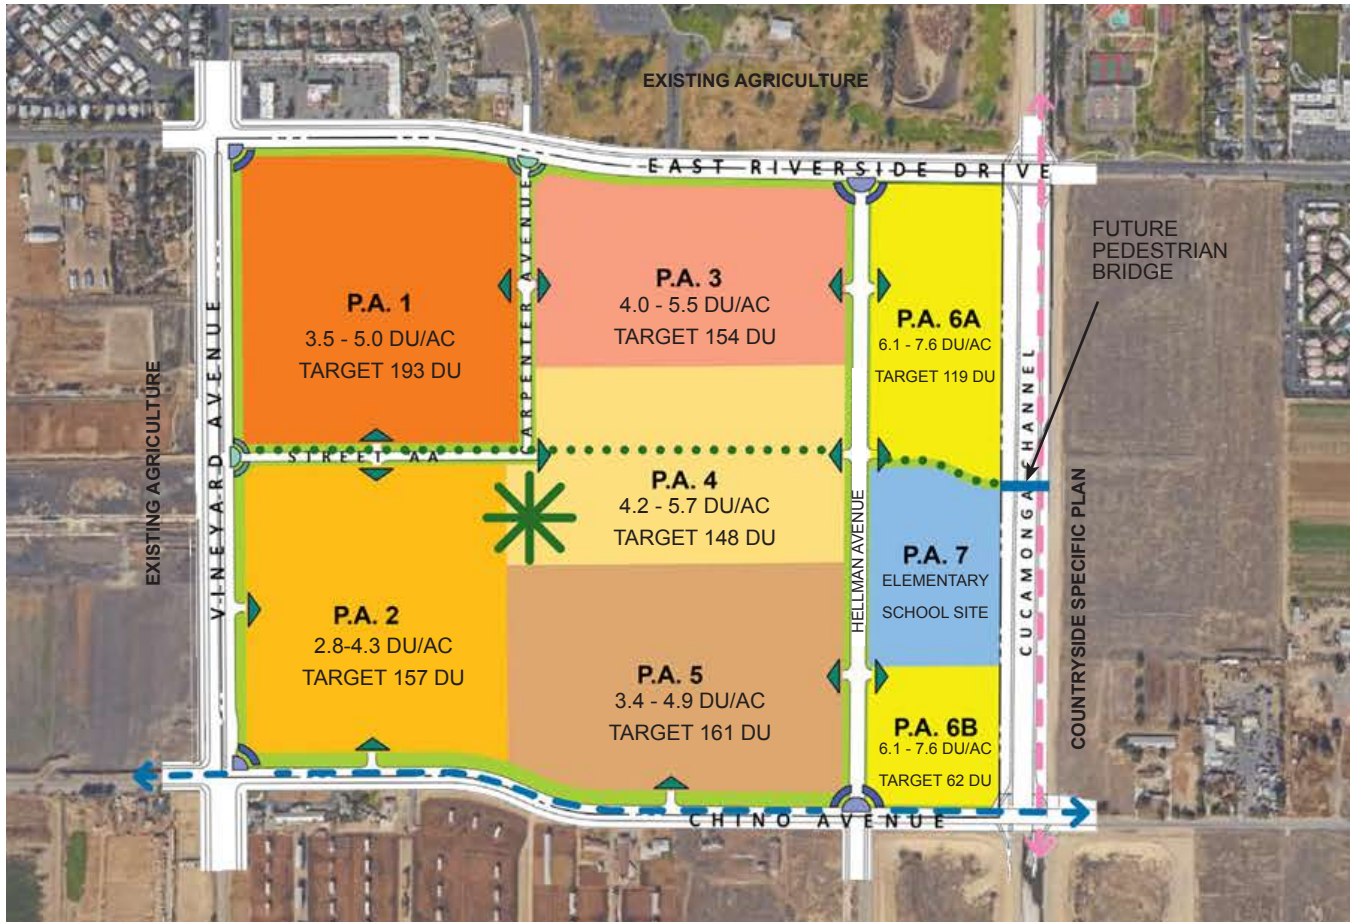 EXISTING AGRICULTURE
EAST RIVERSIDE DRIVE
FUTURE
PEDESTRIAN
BRIDGE
P.A. 1
3.5 - 5.0 DU/AC
TARGET 193 DU
CARPENTER AVENUE
P.A. 3
4.0 - 5.5 DU/AC
TARGET 154 DU
P.A. 6A
6.1 - 7.6 DU/AC
TARGET 119 DU
VINEYARD AVENUE
EXISTING AGRICULTURE
STREET AA
P.A. 4
4.2 - 5.7 DU/AC
TARGET 148 DU
HELLMAN AVENUE
P.A. 7
ELEMENTARY
SCHOOL SITE
CUCAMONGA CHANNEL
COUNTRYSIDE SPECIFIC PLAN
P.A. 2
2.8-4.3 DU/AC
TARGET 157 DU
P.A. 5
3.4 - 4.9 DU/AC
TARGET 161 DU
P.A. 6B
6.1 - 7.6 DU/AC
TARGET 62 DU
CHINO AVENUE